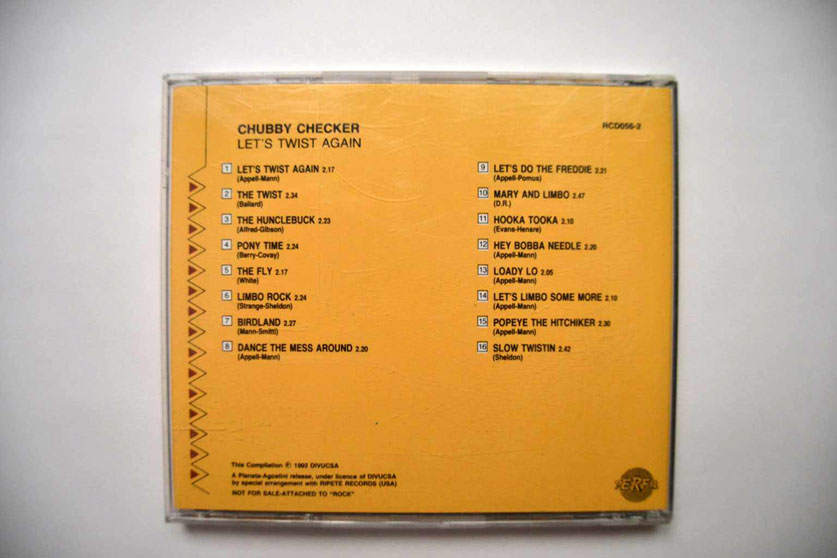 CHUBBY CHECKER
LET'S TWIST AGAIN
RCD056-2
1 LET'S TWIST AGAIN 2.17
(Appell-Mann)
2 THE TWIST 2.34
(Ballard)
3 THE HUNCLEBUCK 2.23
(Alfred-Gibson)
4 PONY TIME 2.24
(Berry-Covay)
5 THE FLY 2.17
(White)
6 LIMBO ROCK 2.24
(Strange-Sheldon)
7 BIRDLAND 2.27
(Mann-Smittl)
8 DANCE THE MESS AROUND 2.20
(Appell-Mann)
9 LET'S DO THE FREDDIE 2.21
(Appell-Pomus)
10 MARY AND LIMBO 2.47
(D.R.)
11 HOOKA TOOKA 2.10
(Evans-Henare)
12 HEY BOBBA NEEDLE 2.20
(Appell-Mann)
13 LOADY LO 2.05
(Appell-Mann)
14 LET'S LIMBO SOME MORE 2.10
(Appell-Mann)
15 POPEYE THE HITCHIKER 2.30
(Appell-Mann)
16 SLOW TWISTIN 2.42
(Sheldon)
This Compilation ℗ 1993 DIVUCSA
A Planeta-Agostini release, under licence of DIVUCSA
by special arrangement with RIPETE RECORDS (USA)
NOT FOR SALE-ATTACHED TO "ROCK"